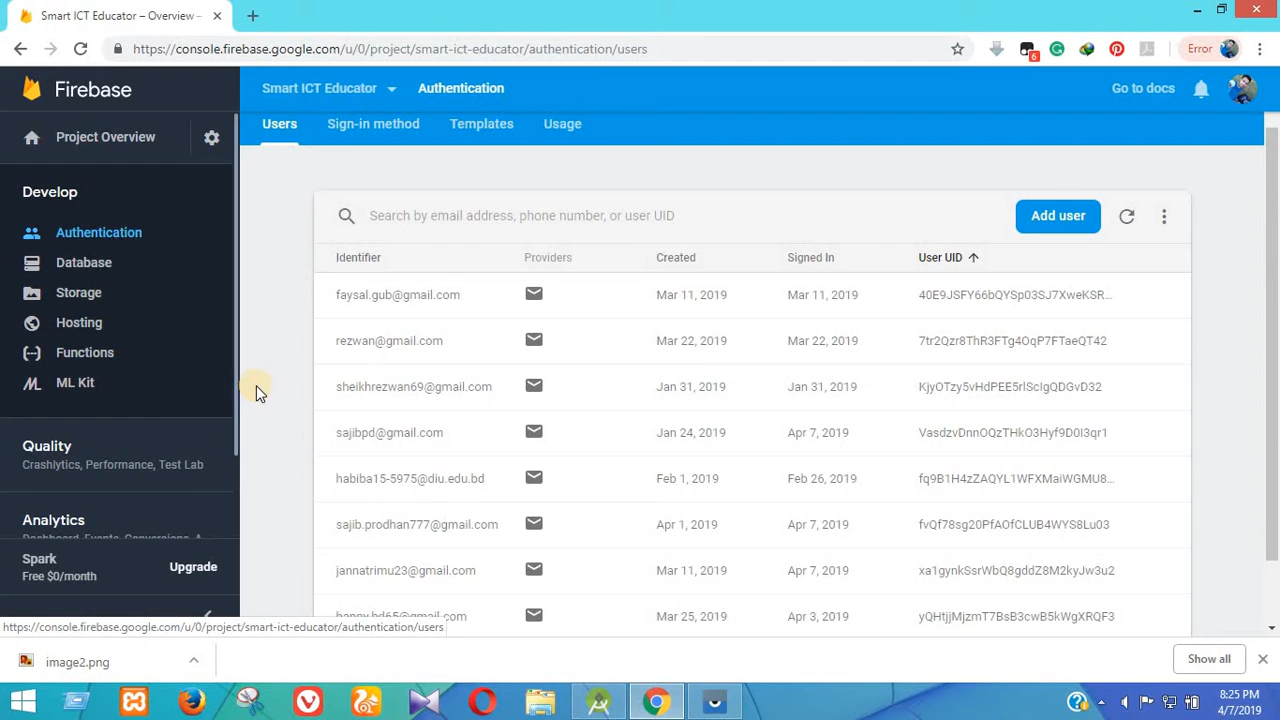 Smart ICT Educator – Overview –
https://console.firebase.google.com/u/0/project/smart-ict-educator/authentication/users
6
Error
Firebase
Smart ICT Educator
Authentication
Go to docs
Project Overview
Users
Sign-in method
Templates
Usage
Develop
Authentication
Database
Storage
Hosting
Functions
ML Kit
Quality
Crashlytics, Performance, Test Lab
Analytics
Spark
Free $0/month
Upgrade
Search by email address, phone number, or user UID
Add user
Identifier Providers Created Signed In User UID
faysal.gub@gmail.com Mar 11, 2019 Mar 11, 2019 40E9JSFY66bQYSp03SJ7XweKSR...
rezwan@gmail.com Mar 22, 2019 Mar 22, 2019 7tr2Qzr8ThR3FTg4OqP7FTaeQT42
sheikhrezwan69@gmail.com Jan 31, 2019 Jan 31, 2019 KjyOTzy5vHdPEE5rlScIgQDGvD32
sajibpd@gmail.com Jan 24, 2019 Apr 7, 2019 VasdzvDnnOQzTHkO3Hyf9D0I3qr1
habiba15-5975@diu.edu.bd Feb 1, 2019 Feb 26, 2019 fq9B1H4zZAQYL1WFXMaiWGMU8...
sajib.prodhan777@gmail.com Apr 1, 2019 Apr 7, 2019 fvQf78sg20PfAOfCLUB4WYS8Lu03
jannatrimu23@gmail.com Mar 11, 2019 Apr 7, 2019 xa1gynkSsrWbQ8gddZ8M2kyJw3u2
Mar 25, 2019 Apr 3, 2019 yQHtjjMjzmT7BsB3cwB5kWgXRQF3
https://console.firebase.google.com/u/0/project/smart-ict-educator/authentication/users
image2.png
Show all
8:25 PM
4/7/2019